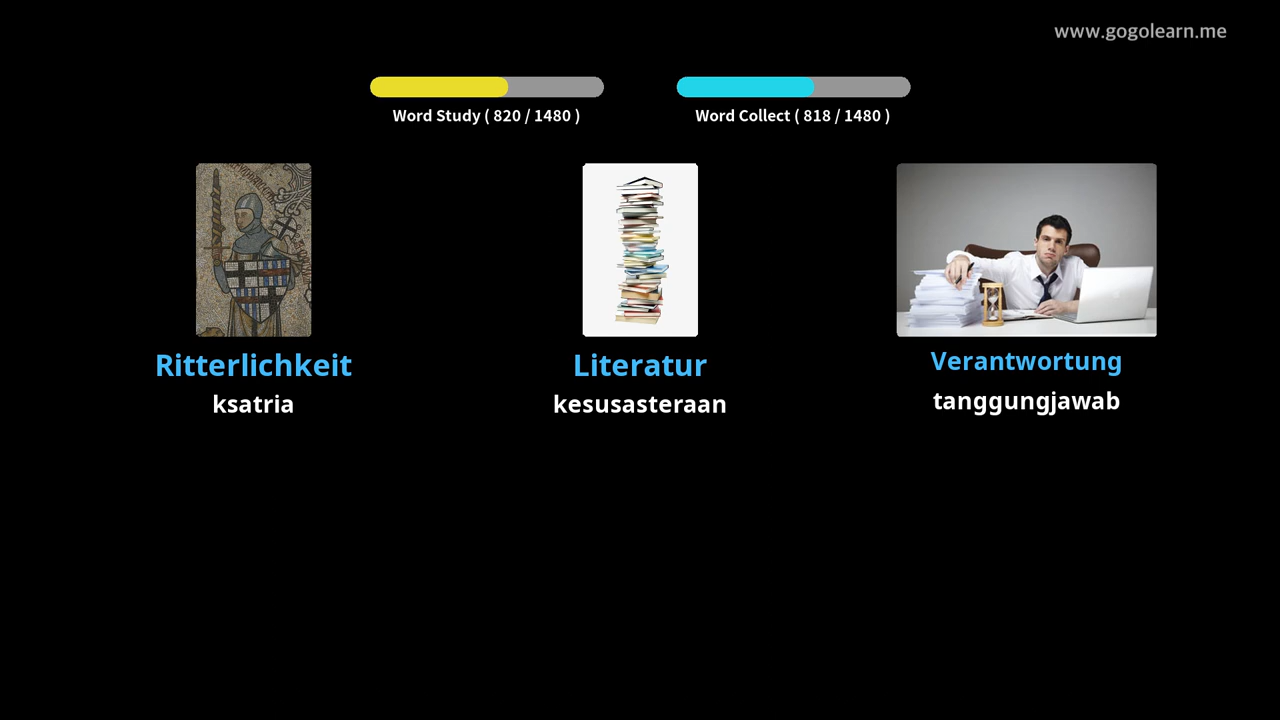 www.gogolearn.me
Word Study ( 820 / 1480 )
Word Collect ( 818 / 1480 )
Ritterlichkeit
ksatria
Literatur
kesusasteraan
Verantwortung
tanggungjawab